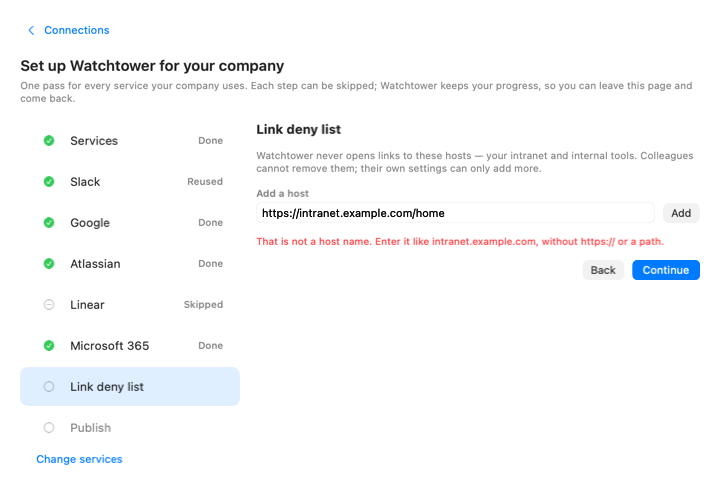 Connections
Set up Watchtower for your company
One pass for every service your company uses. Each step can be skipped; Watchtower keeps your progress, so you can leave this page and
come back.
Services Done
Slack Reused
Google Done
Atlassian Done
Linear Skipped
Microsoft 365 Done
Link deny list
Publish
Change services
Link deny list
Watchtower never opens links to these hosts — your intranet and internal tools. Colleagues
cannot remove them; their own settings can only add more.
Add a host
https://intranet.example.com/home Add
That is not a host name. Enter it like intranet.example.com, without https:// or a path.
Back Continue